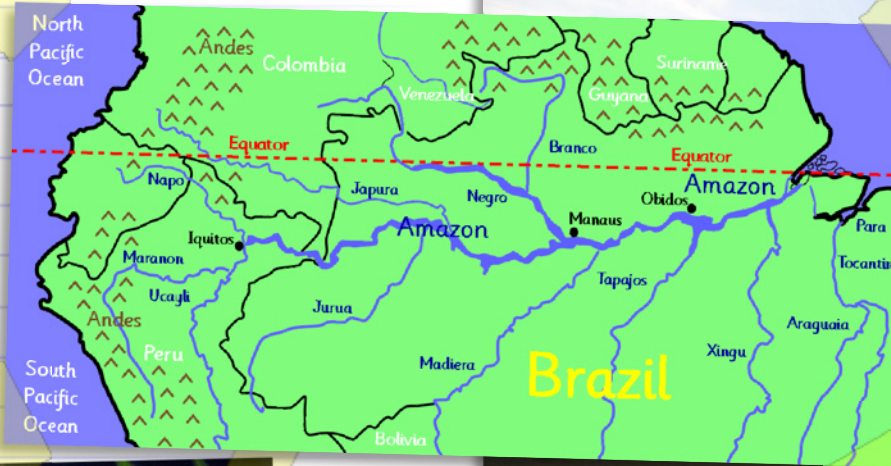 North
Pacific
Ocean
Andes
Colombia
Venezuela
Guyana
Suriname
Equator
Branco
Equator
Napo
Japura
Negro
Amazon
Obidos
Manaus
Iquitos
Amazon
Para
Maranon
Tapajos
Tocantin
Ucayli
Jurua
Andes
Araguaia
Peru
Madiera
Xingu
Brazil
South
Pacific
Ocean
Bolivia